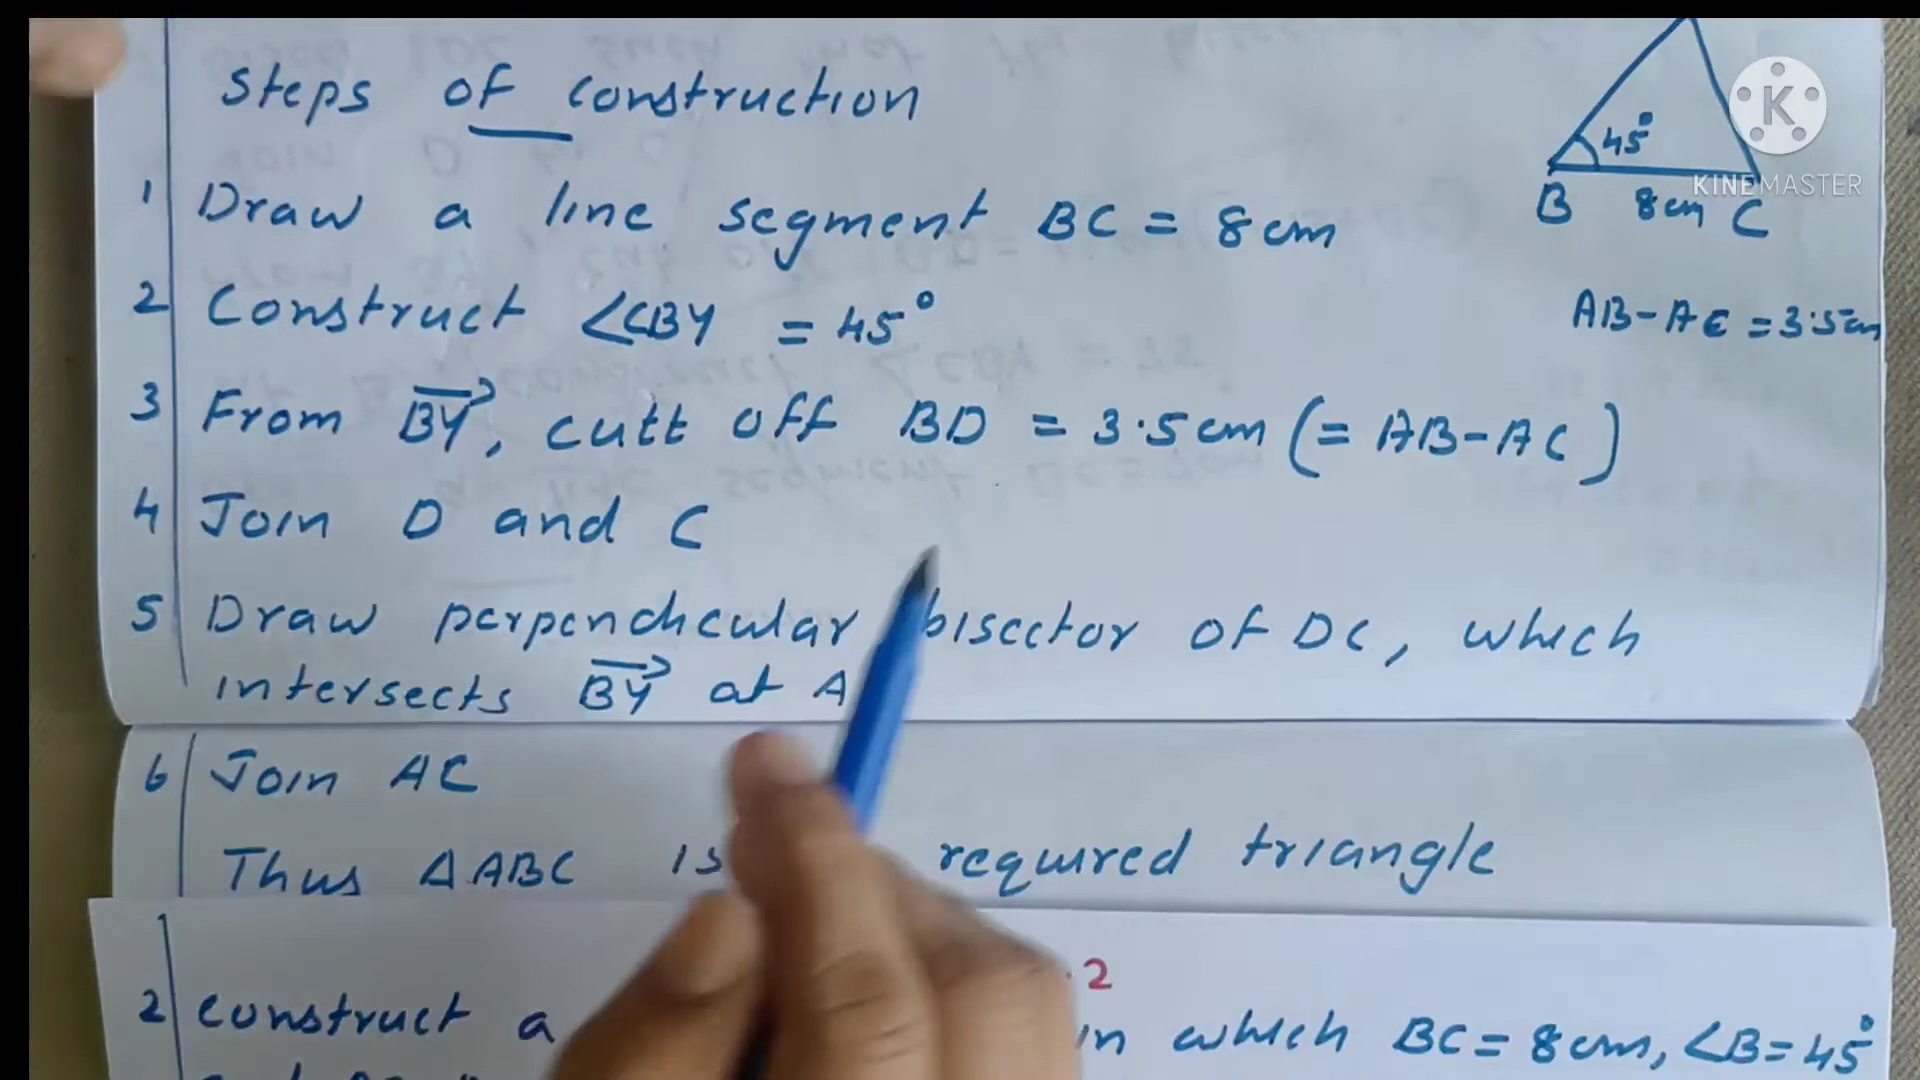 Steps of construction
1 Draw a line segment BC = 8cm
2 Construct ∠CBY = 45°
3 From BY, cutt off BD = 3.5cm (= AB-AC)
4 Join D and C
5 Draw perpendicular bisector of DC, which
intersects BY at A
6 Join AC
Thus △ABC is required triangle
45°
B 8cm C
K
KINEMASTER
AB-AC = 3.5cm
.2
2 construct a in which BC = 8cm, ∠B = 45°